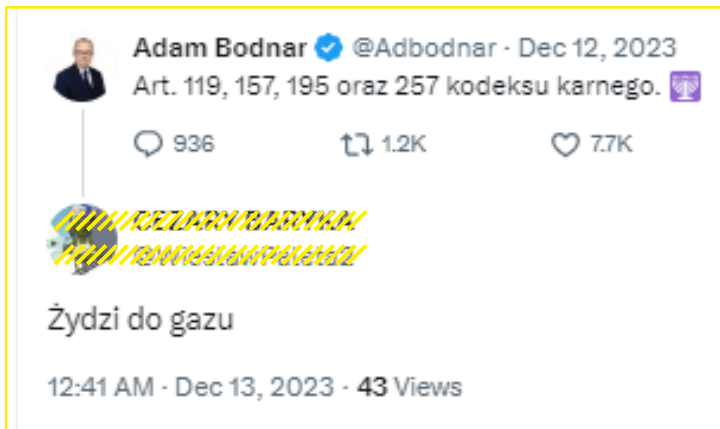 Adam Bodnar @Adbodnar · Dec 12, 2023
Art. 119, 157, 195 oraz 257 kodeksu karnego. 🕎
936 1.2K 7.7K
Żydzi do gazu
12:41 AM · Dec 13, 2023 · 43 Views